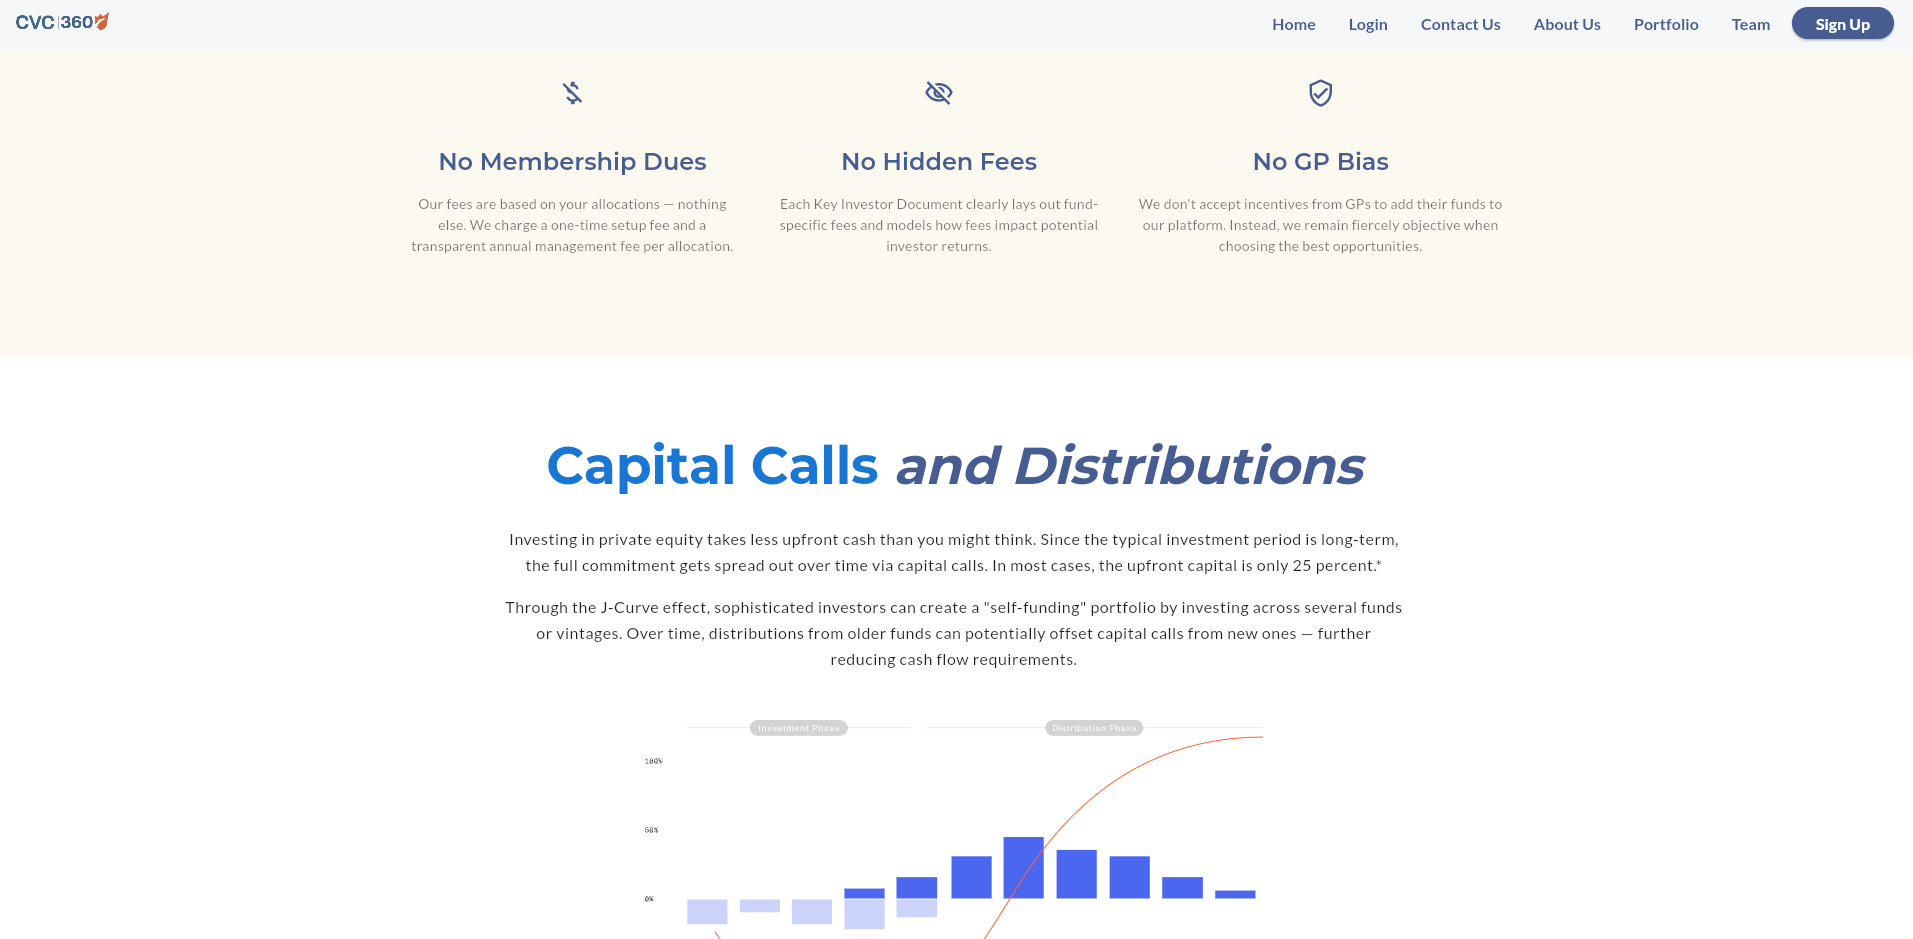 CVC|360
Home Login Contact Us About Us Portfolio Team Sign Up
No Membership Dues
Our fees are based on your allocations — nothing
else. We charge a one-time setup fee and a
transparent annual management fee per allocation.
No Hidden Fees
Each Key Investor Document clearly lays out fund-
specific fees and models how fees impact potential
investor returns.
No GP Bias
We don't accept incentives from GPs to add their funds to
our platform. Instead, we remain fiercely objective when
choosing the best opportunities.
Capital Calls and Distributions
Investing in private equity takes less upfront cash than you might think. Since the typical investment period is long-term,
the full commitment gets spread out over time via capital calls. In most cases, the upfront capital is only 25 percent.*
Through the J-Curve effect, sophisticated investors can create a "self-funding" portfolio by investing across several funds
or vintages. Over time, distributions from older funds can potentially offset capital calls from new ones — further
reducing cash flow requirements.
Investment Phase Distribution Phase
100%
50%
0%